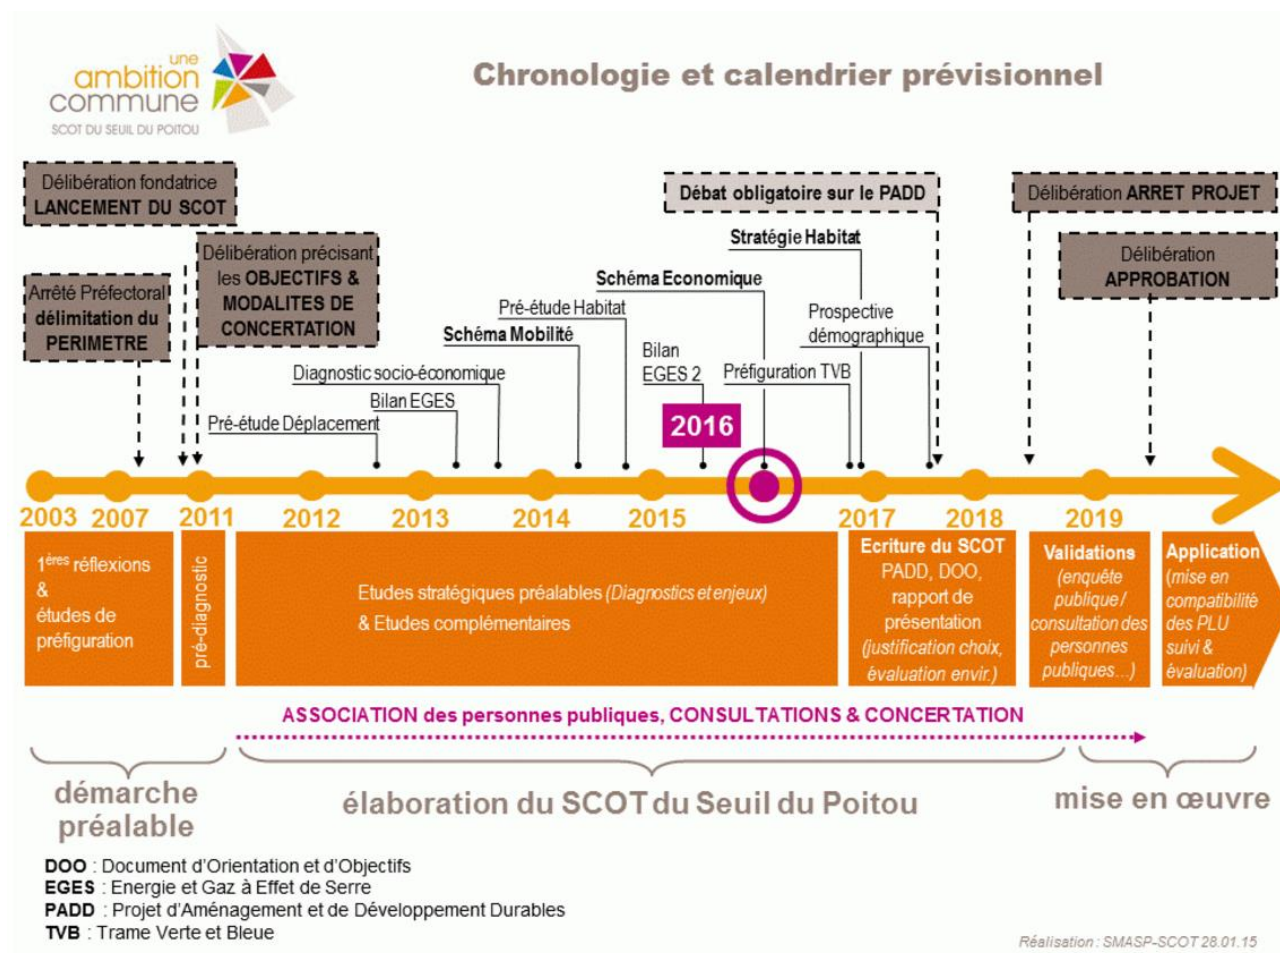 une
ambition
commune
SCOT DU SEUIL DU POITOU
Chronologie et calendrier prévisionnel
Délibération fondatrice
LANCEMENT DU SCOT
Arrêté Préfectoral
délimitation du
PERIMETRE
Délibération précisant
les OBJECTIFS &
MODALITES DE
CONCERTATION
Débat obligatoire sur le PADD
Délibération ARRET PROJET
Délibération
APPROBATION
Stratégie Habitat
Schéma Economique
Pré-étude Habitat
Schéma Mobilité
Prospective
démographique
Bilan
EGES 2
Préfiguration TVB
Diagnostic socio-économique
Bilan EGES
Pré-étude Déplacement
2016
2003 2007 2011 2012 2013 2014 2015 2017 2018 2019
1ères réflexions
&
études de
préfiguration
pré-diagnostic
Etudes stratégiques préalables (Diagnostics et enjeux)
& Etudes complémentaires
Ecriture du SCOT
PADD, DOO,
rapport de
présentation
(justification choix,
évaluation envir.)
Validations
(enquête
publique /
consultation des
personnes
publiques...)
Application
(mise en
compatibilité
des PLU
suivi &
évaluation)
ASSOCIATION des personnes publiques, CONSULTATIONS & CONCERTATION
démarche
préalable
élaboration du SCOT du Seuil du Poitou
mise en œuvre
DOO : Document d'Orientation et d'Objectifs
EGES : Energie et Gaz à Effet de Serre
PADD : Projet d'Aménagement et de Développement Durables
TVB : Trame Verte et Bleue
Réalisation : SMASP-SCOT 28.01.15